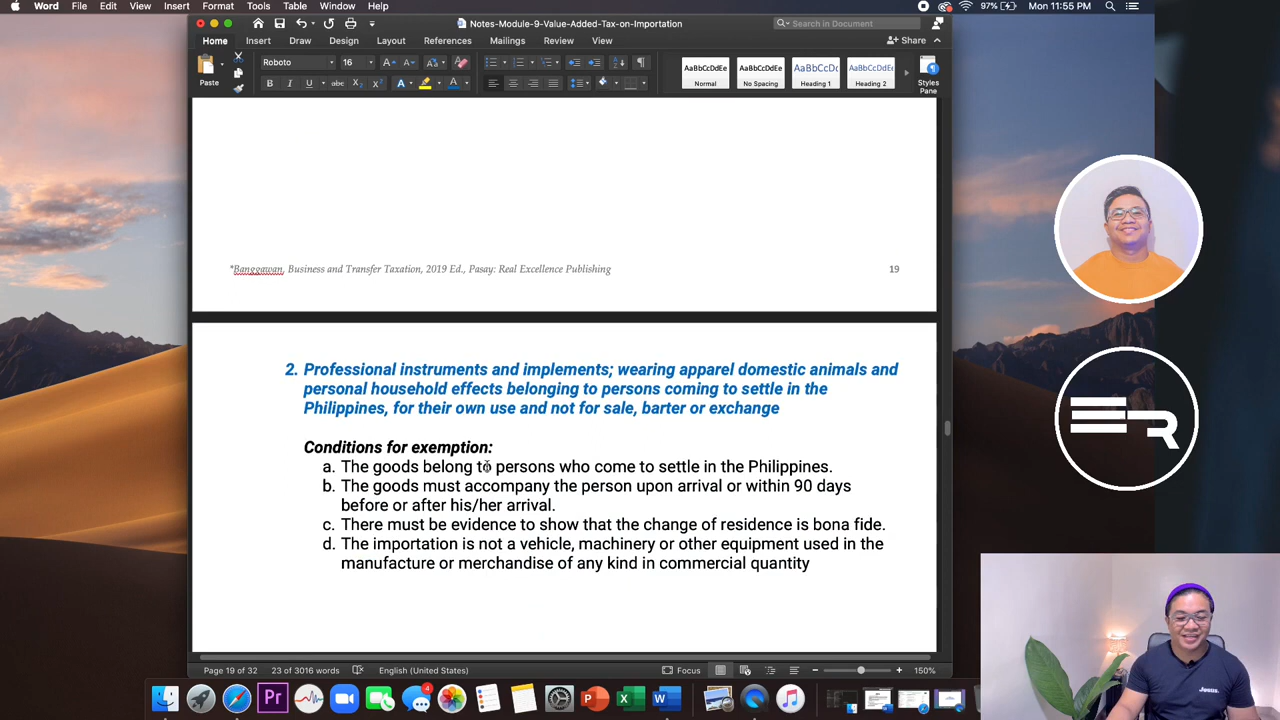 Word File Edit View Insert Format Tools Table Window Help 97% Mon 11:55 PM
Notes-Module-9-Value-Added-Tax-on-Importation
Search in Document
Home Insert Draw Design Layout References Mailings Review View Share
Paste Roboto 16 AaBbCcDdEe AaBbCcDdEe AaBbCcDc AaBbCcDdEe
B I U abc X₂ X² A A Normal No Spacing Heading 1 Heading 2 Styles Pane
*Banggawan, Business and Transfer Taxation, 2019 Ed., Pasay: Real Excellence Publishing 19
2. Professional instruments and implements; wearing apparel domestic animals and
personal household effects belonging to persons coming to settle in the
Philippines, for their own use and not for sale, barter or exchange
Conditions for exemption:
a. The goods belong to persons who come to settle in the Philippines.
b. The goods must accompany the person upon arrival or within 90 days
before or after his/her arrival.
c. There must be evidence to show that the change of residence is bona fide.
d. The importation is not a vehicle, machinery or other equipment used in the
manufacture or merchandise of any kind in commercial quantity
Page 19 of 32 23 of 3016 words English (United States) Focus 150%
ER
Jesus.
Pr
4